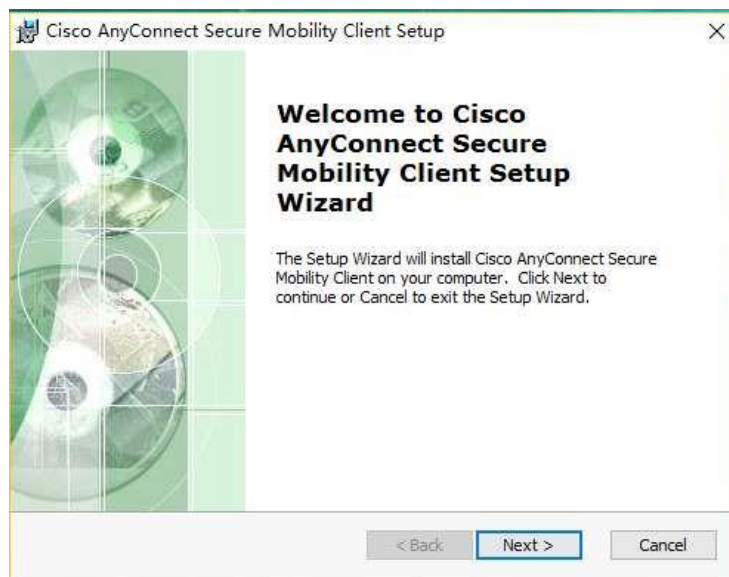 Cisco AnyConnect Secure Mobility Client Setup
Welcome to Cisco
AnyConnect Secure
Mobility Client Setup
Wizard
The Setup Wizard will install Cisco AnyConnect Secure
Mobility Client on your computer. Click Next to
continue or Cancel to exit the Setup Wizard.
< Back Next > Cancel